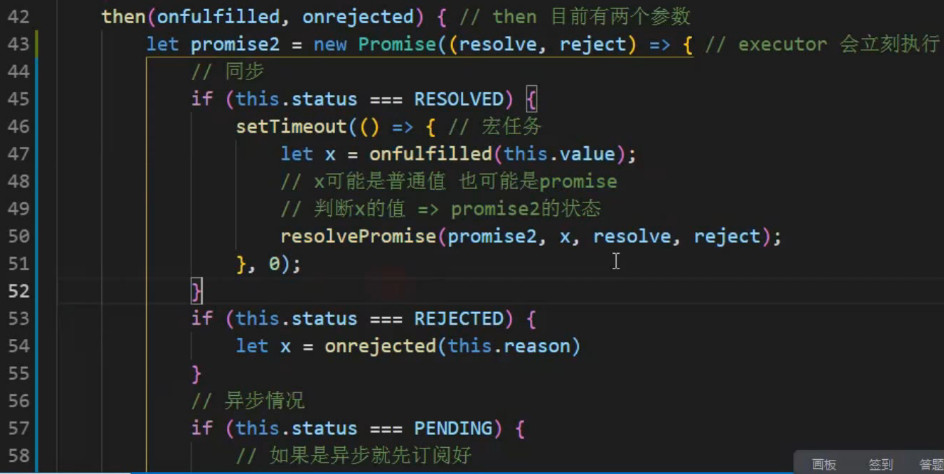 42 then(onfulfilled, onrejected) { // then 目前有两个参数
43 let promise2 = new Promise((resolve, reject) => { // executor 会立刻执行
44 // 同步
45 if (this.status === RESOLVED) {
46 setTimeout(() => { // 宏任务
47 let x = onfulfilled(this.value);
48 // x可能是普通值 也可能是promise
49 // 判断x的值 => promise2的状态
50 resolvePromise(promise2, x, resolve, reject);
51 }, 0);
52 }
53 if (this.status === REJECTED) {
54 let x = onrejected(this.reason)
55 }
56 // 异步情况
57 if (this.status === PENDING) {
58 // 如果是异步就先订阅好
画板 签到 答题